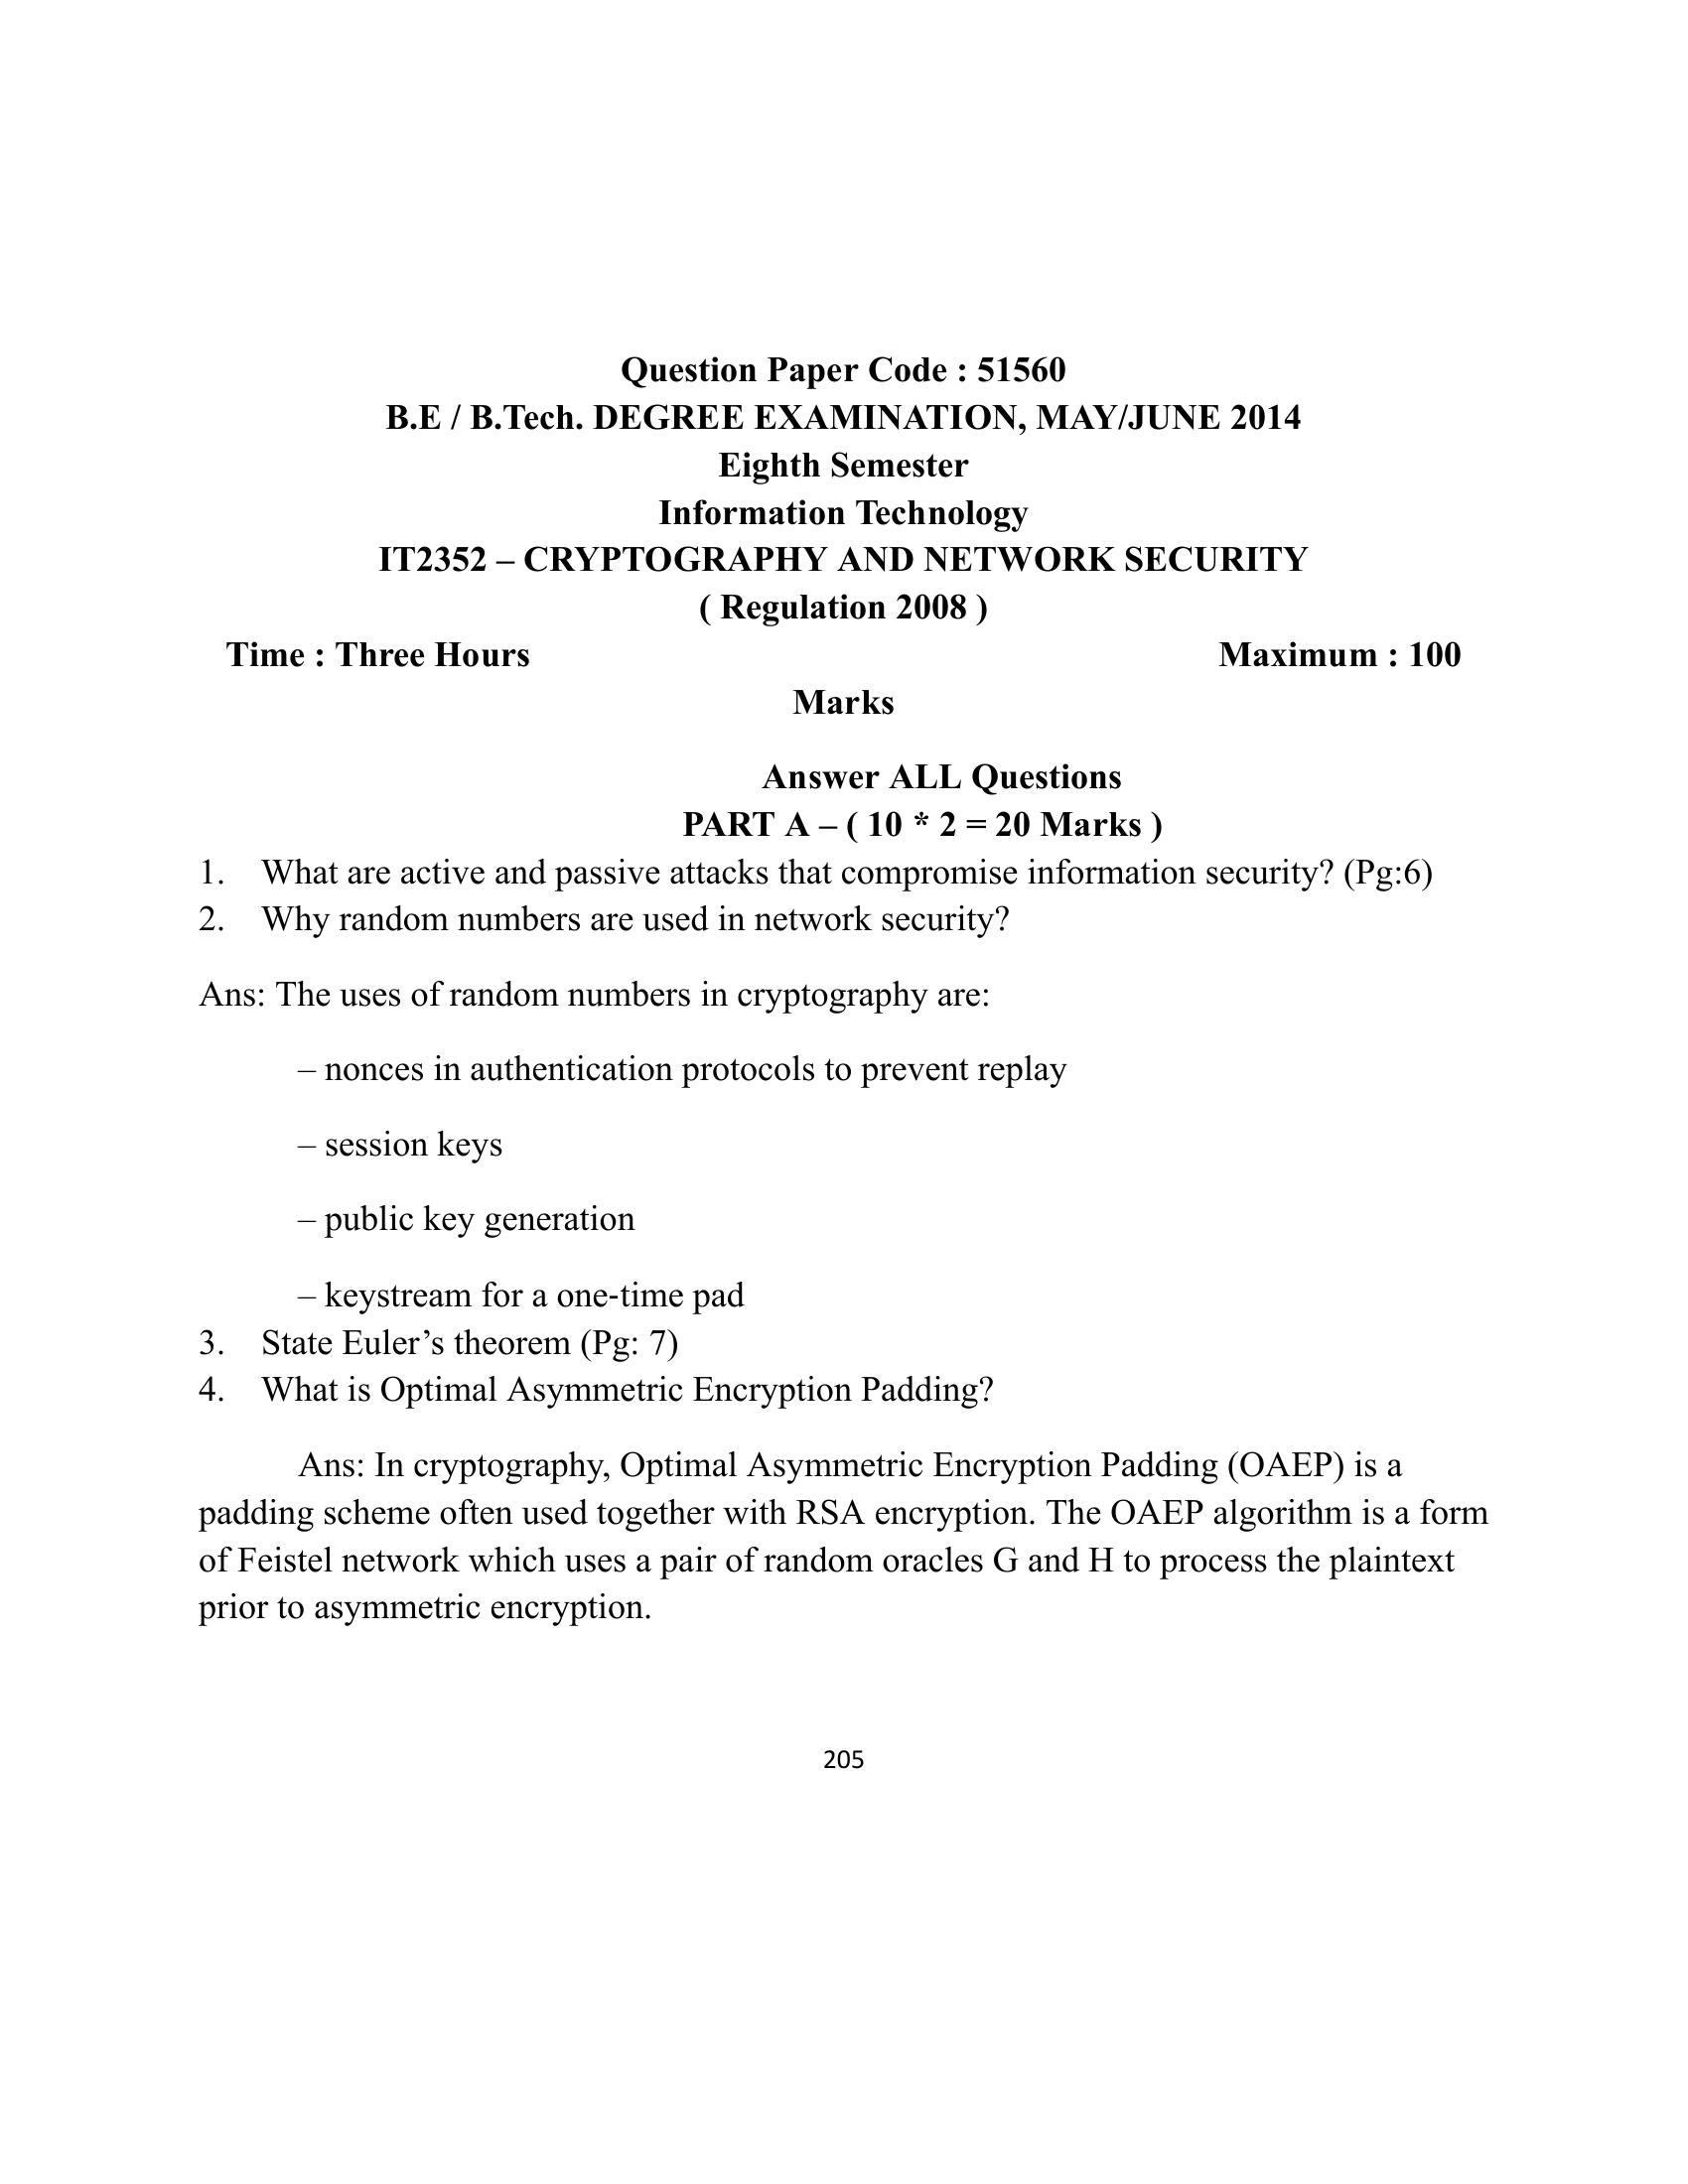 Question Paper Code : 51560
B.E / B.Tech. DEGREE EXAMINATION, MAY/JUNE 2014
Eighth Semester
Information Technology
IT2352 – CRYPTOGRAPHY AND NETWORK SECURITY
( Regulation 2008 )
Time : Three Hours Maximum : 100
Marks
Answer ALL Questions
PART A – ( 10 * 2 = 20 Marks )
1. What are active and passive attacks that compromise information security? (Pg:6)
2. Why random numbers are used in network security?
Ans: The uses of random numbers in cryptography are:
– nonces in authentication protocols to prevent replay
– session keys
– public key generation
– keystream for a one-time pad
3. State Euler’s theorem (Pg: 7)
4. What is Optimal Asymmetric Encryption Padding?
Ans: In cryptography, Optimal Asymmetric Encryption Padding (OAEP) is a
padding scheme often used together with RSA encryption. The OAEP algorithm is a form
of Feistel network which uses a pair of random oracles G and H to process the plaintext
prior to asymmetric encryption.
205